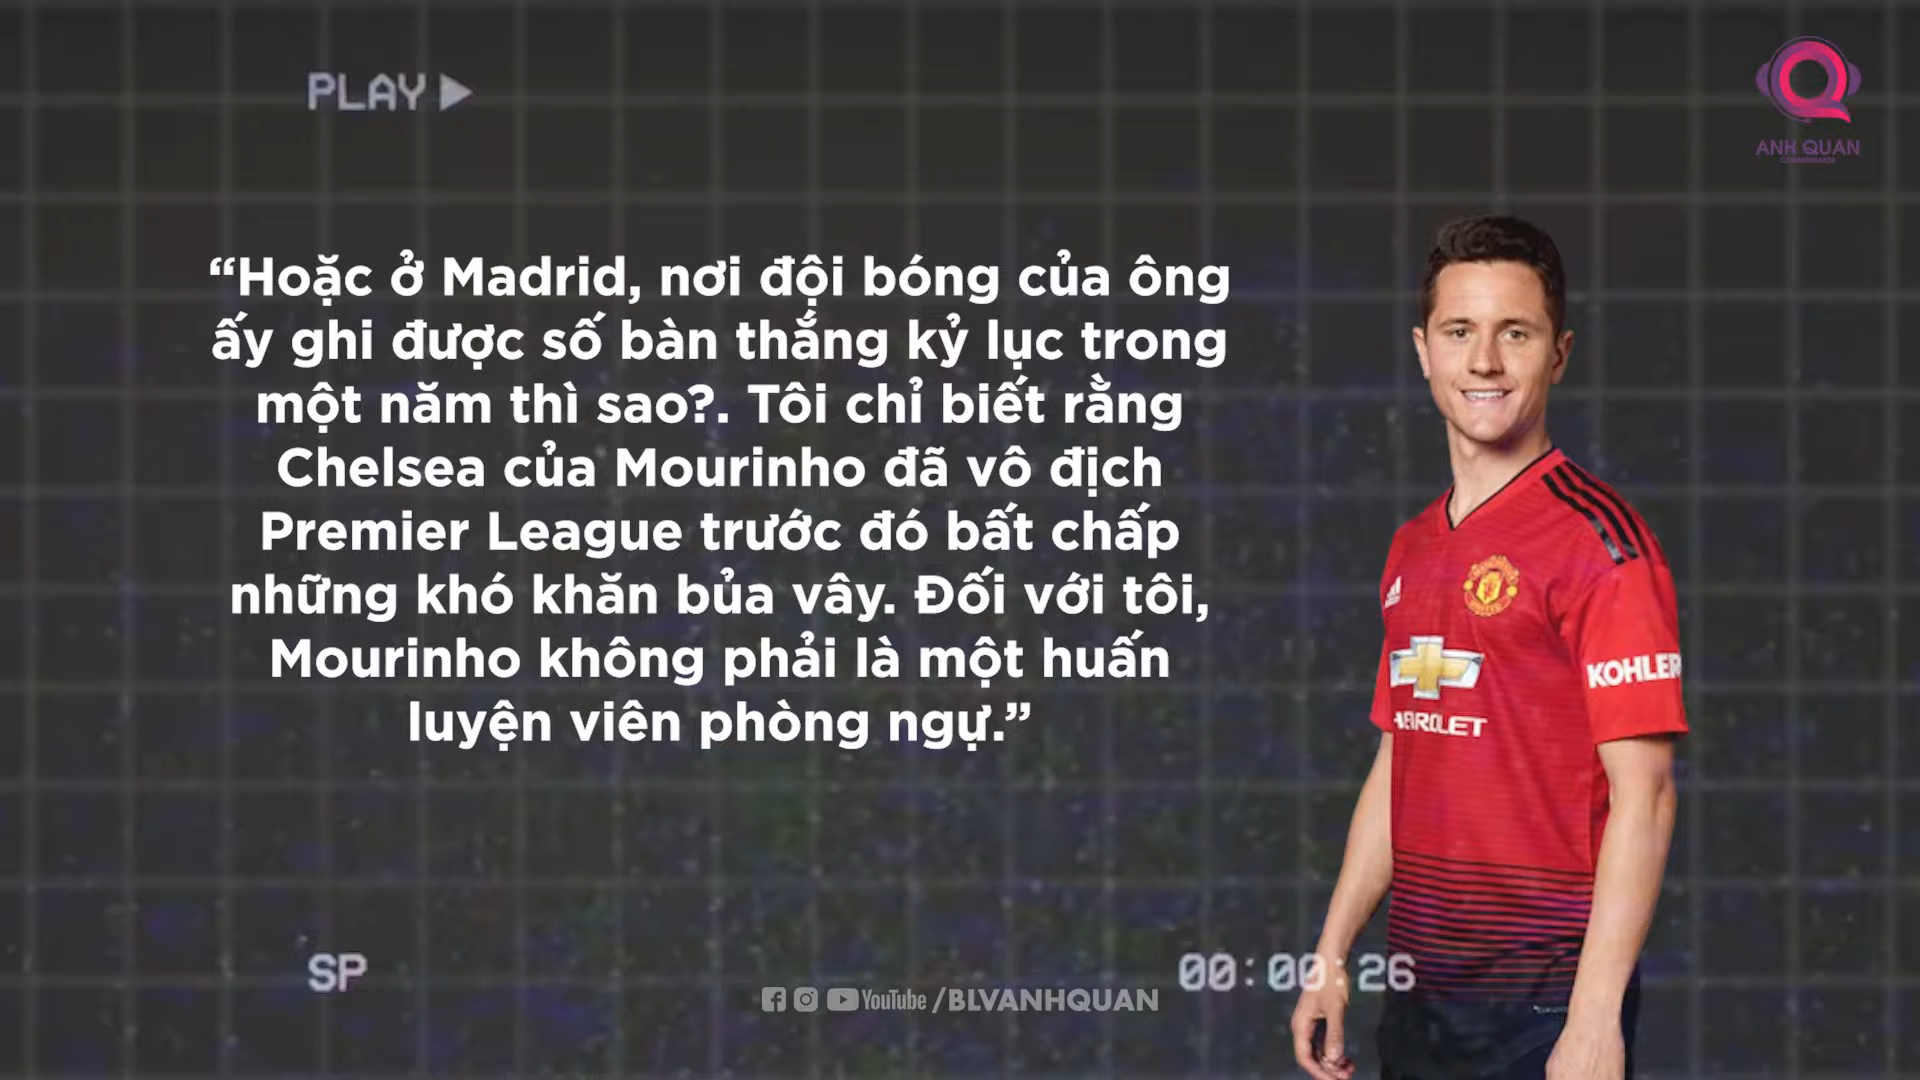 PLAY
ANH QUAN
“Hoặc ở Madrid, nơi đội bóng của ông
ấy ghi được số bàn thắng kỷ lục trong
một năm thì sao?. Tôi chỉ biết rằng
Chelsea của Mourinho đã vô địch
Premier League trước đó bất chấp
những khó khăn bủa vây. Đối với tôi,
Mourinho không phải là một huấn
luyện viên phòng ngự.”
KOHLER
HEVROLET
SP
00:00:26
YouTube /BLVANHQUAN